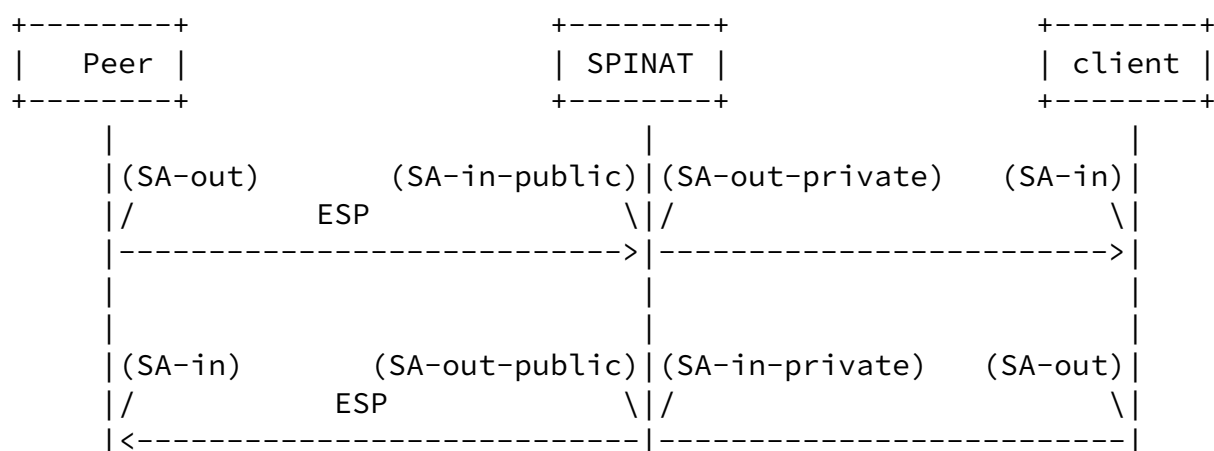 +--------+                    +--------+                 +--------+
|   Peer |                    | SPINAT |                 | client |
+--------+                    +--------+                 +--------+
     |                             |                          |
     |(SA-out)       (SA-in-public)|(SA-out-private)   (SA-in)|
     |/          ESP              \|/                        \|
     |---------------------------->|------------------------->|
     |                             |                          |
     |                             |                          |
     |(SA-in)       (SA-out-public)|(SA-in-private)   (SA-out)|
     |/           ESP             \|/                        \|
     |<----------------------------|--------------------------|